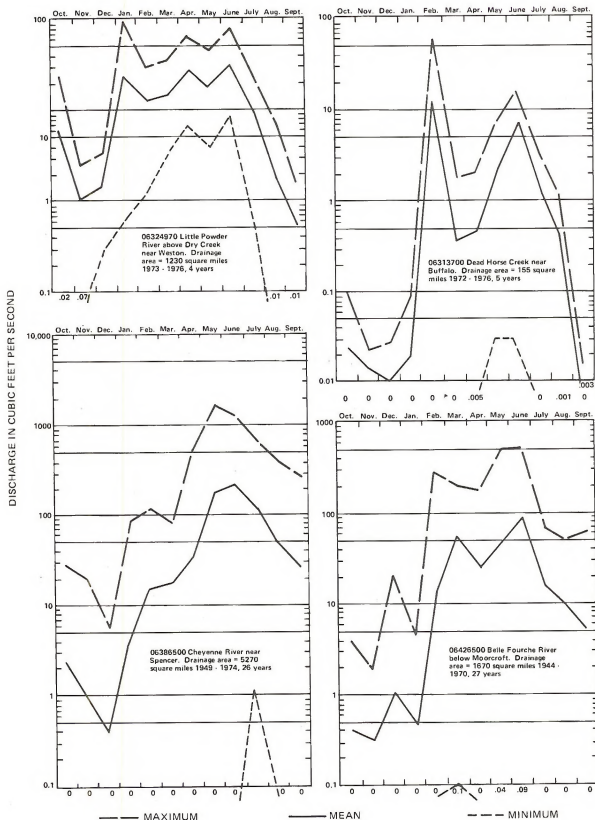 Oct. Nov. Dec. Jan. Feb. Mar. Apr. May June July Aug. Sept.
100
10
1
0.1
.02 .07 .01 .01
06324970 Little Powder
River above Dry Creek
near Weston. Drainage
area = 1230 square miles
1973 - 1976, 4 years
Oct. Nov. Dec. Jan. Feb. Mar. Apr. May June July Aug. Sept.
100
10
1
0.1
0.01
06313700 Dead Horse Creek near
Buffalo. Drainage area = 155 square
miles 1972 - 1976, 5 years
.003
0 0 0 0 0 0 .005 0 .001 0
DISCHARGE IN CUBIC FEET PER SECOND
Oct. Nov. Dec. Jan. Feb. Mar. Apr. May June July Aug. Sept.
10,000
1000
100
10
1
0.1
06386500 Cheyenne River near
Spencer. Drainage area = 5270
square miles 1949 - 1974, 26 years
0 0 0 0 0 0 0 0 0 0 0
Oct. Nov. Dec. Jan. Feb. Mar. Apr. May June July Aug. Sept.
1000
100
10
1
0.1
06426500 Belle Fourche River
below Moorcroft. Drainage
area = 1670 square miles 1944 -
1970, 27 years
0 0 0 0 0 0.1 0 .04 .09 0 0 0
MAXIMUM MEAN MINIMUM